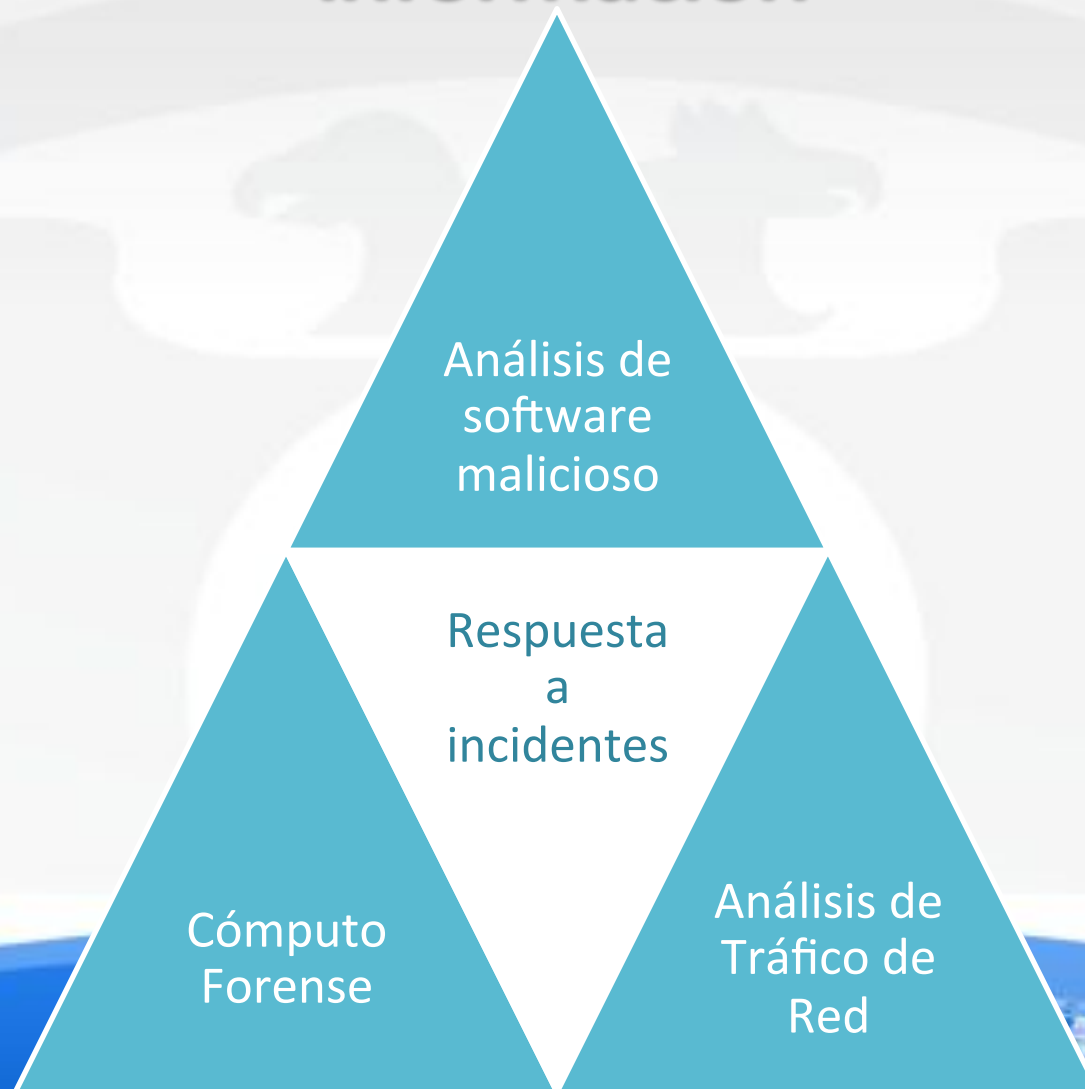 Análisis de
software
malicioso
Respuesta
a
incidentes
Cómputo
Forense
Análisis de
Tráfico de
Red